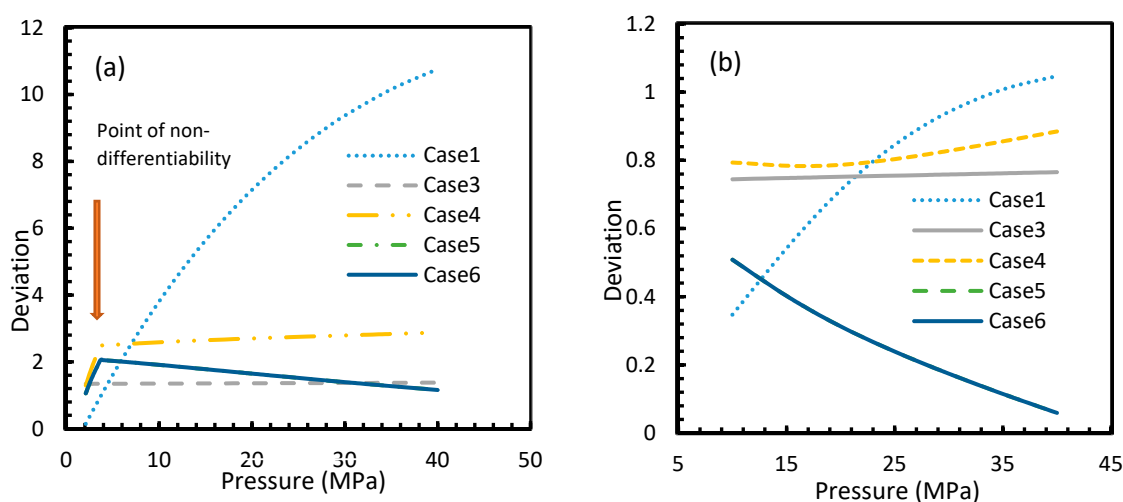 (a)
Point of non-
differentiability
Case1
Case3
Case4
Case5
Case6
12
10
8
6
4
2
0
Deviation
0
10
20
30
40
50
Pressure (MPa)
(b)
Case1
Case3
Case4
Case5
Case6
1.2
1
0.8
0.6
0.4
0.2
0
Deviation
5
15
25
35
45
Pressure (MPa)